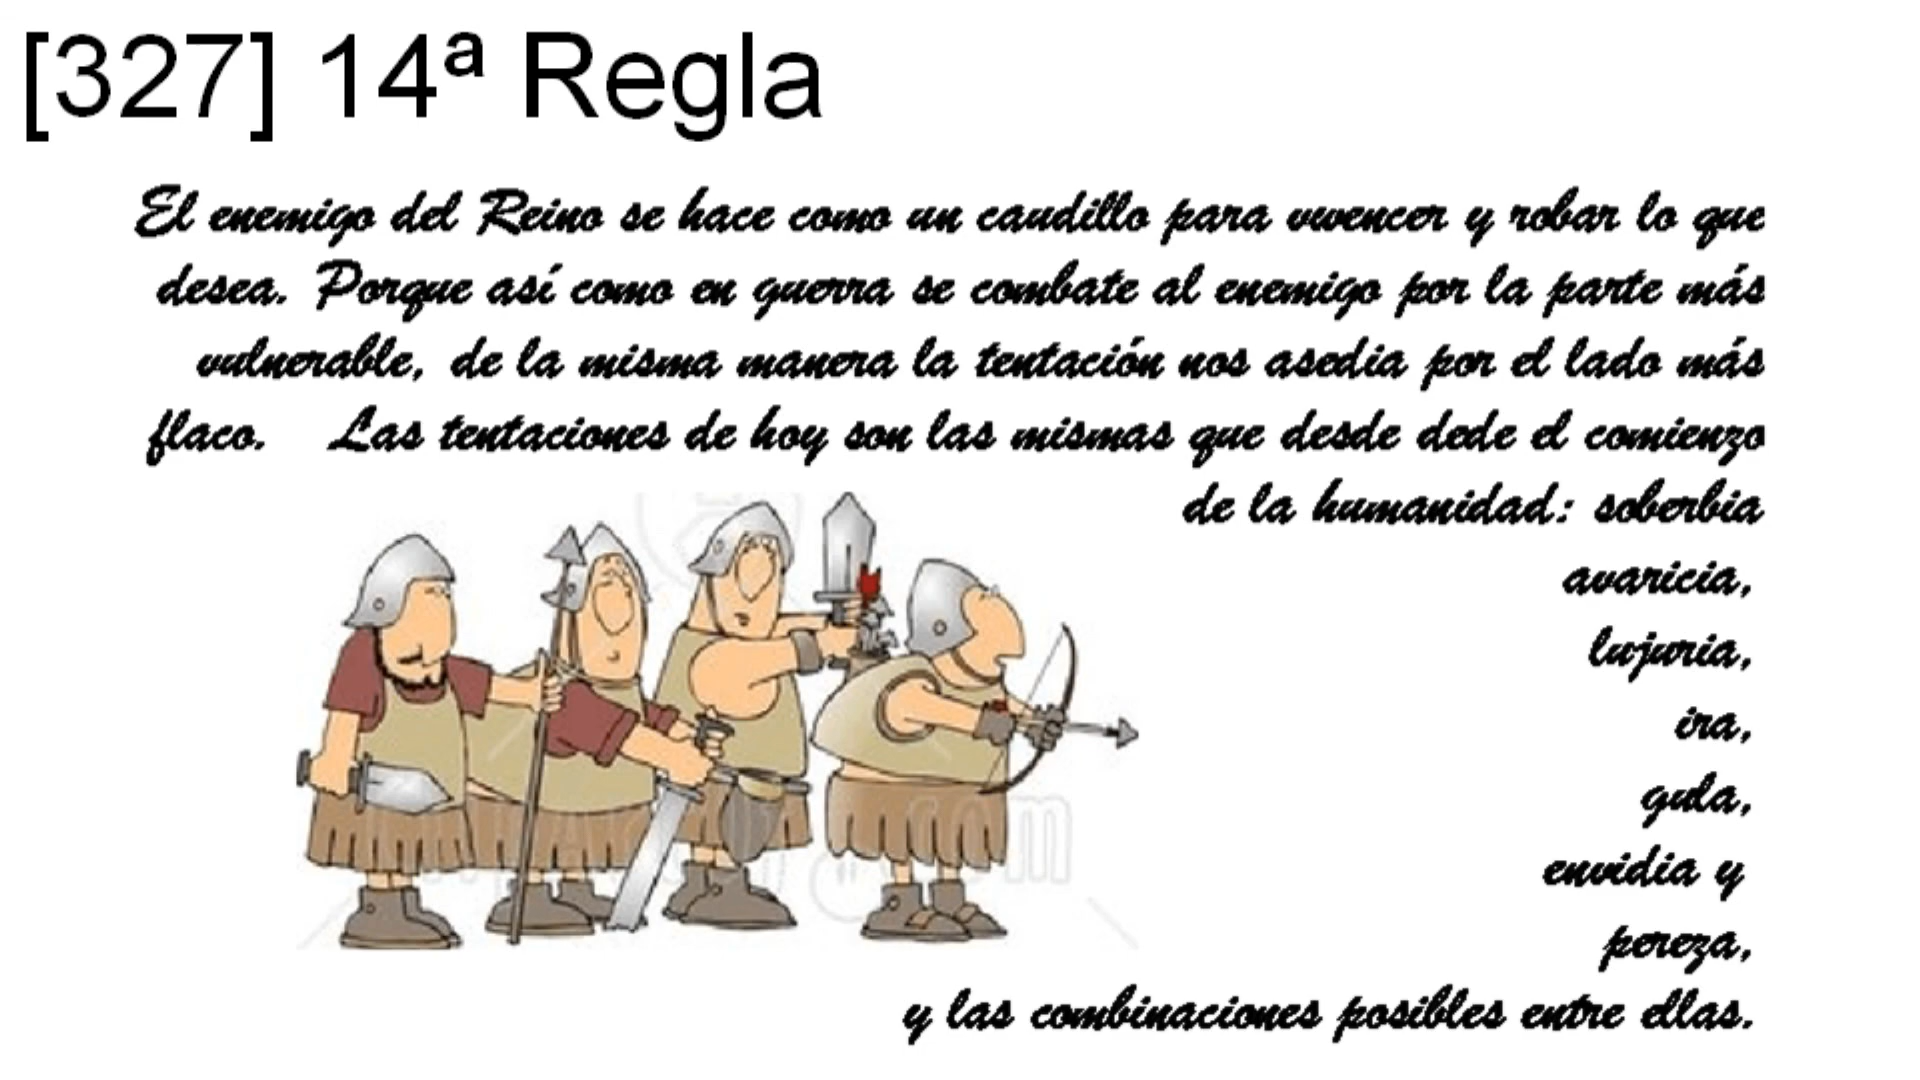 [327] 14ª Regla
El enemigo del Reino se hace como un caudillo para vwencer y robar lo que
desea. Porque así como en guerra se combate al enemigo por la parte más
vulnerable, de la misma manera la tentación nos asedia por el lado más
flaco. Las tentaciones de hoy son las mismas que desde dede el comienzo
de la humanidad: soberbia
avaricia,
lujuria,
ira,
gula,
envidia y
pereza,
y las combinaciones posibles entre ellas.